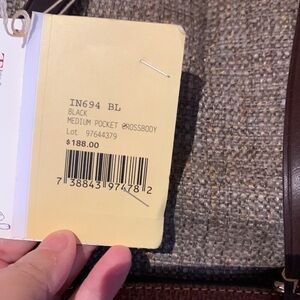 IN694 BL
BLACK
MEDIUM POCKET CROSSBODY
Lot 97644379
$188.00
7 38843 97478 2